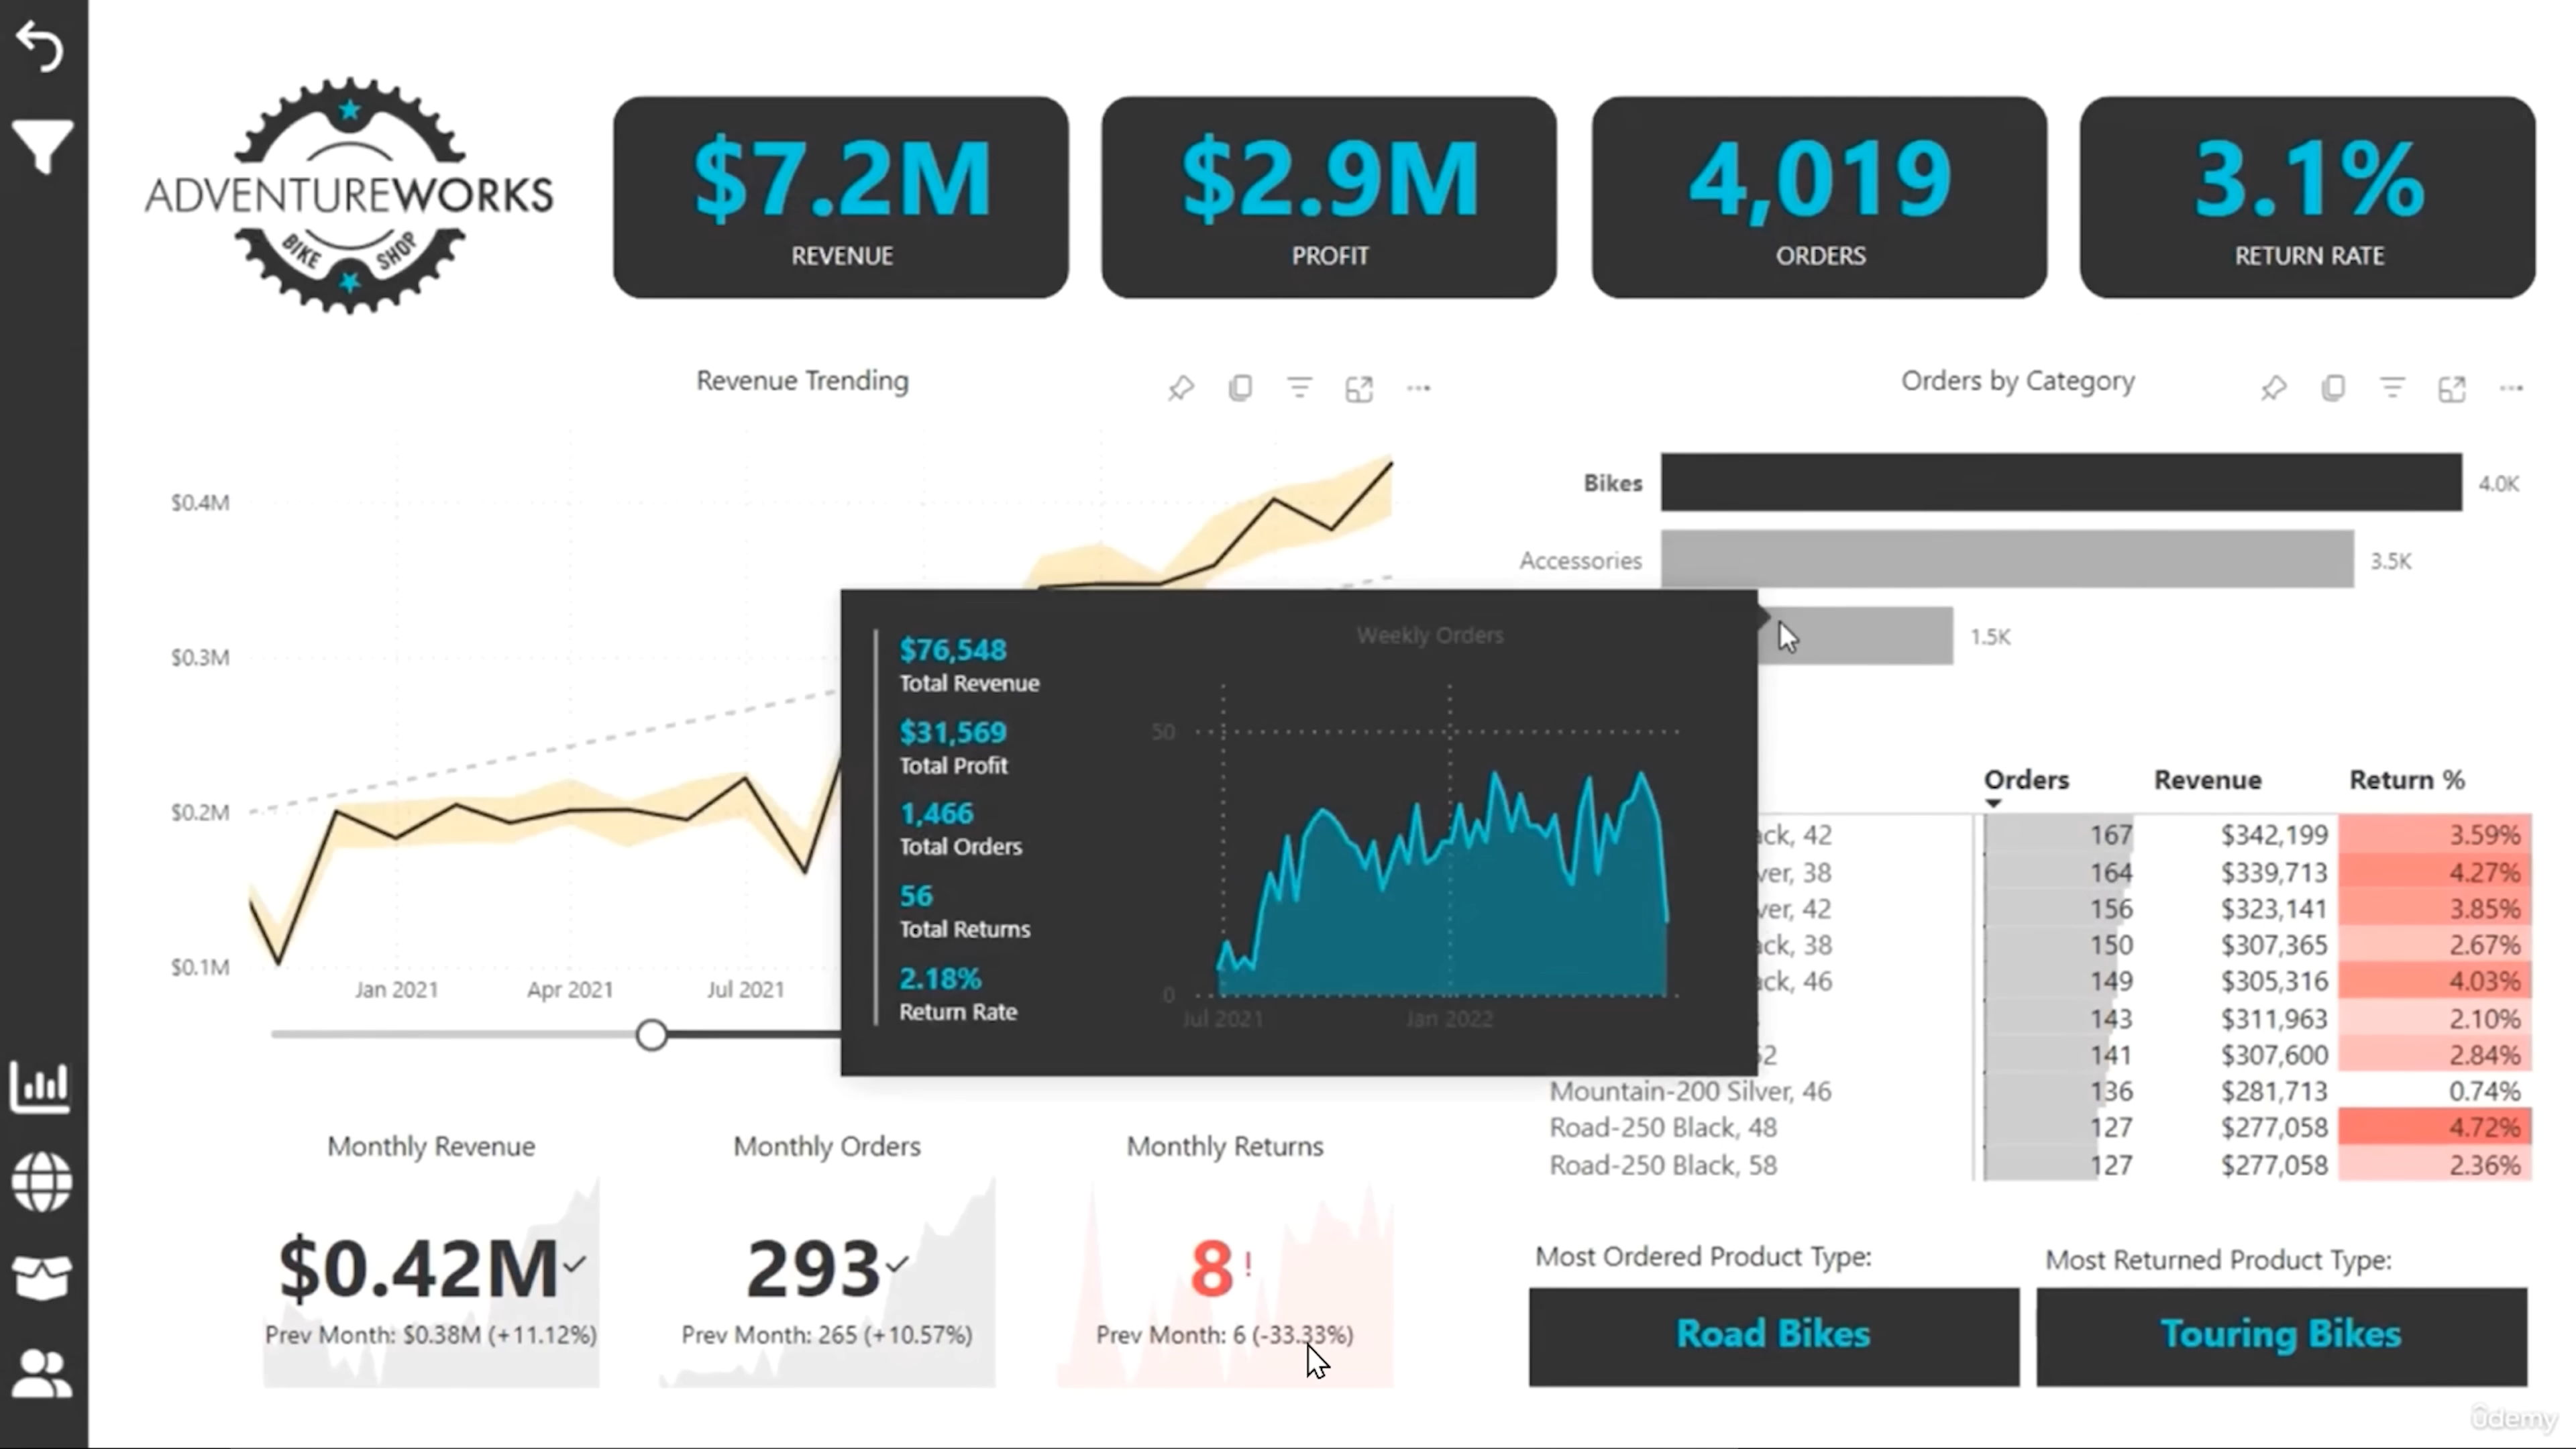 ADVENTUREWORKS
BIKE SHOP
$7.2M
REVENUE
$2.9M
PROFIT
4,019
ORDERS
3.1%
RETURN RATE
Revenue Trending
$0.4M
$0.3M
$0.2M
$0.1M
Jan 2021
Apr 2021
Jul 2021
Orders by Category
Bikes 4.0K
Accessories 3.5K
1.5K
$76,548
Total Revenue
$31,569
Total Profit
1,466
Total Orders
56
Total Returns
2.18%
Return Rate
Weekly Orders
50
0
Jul 2021
Jan 2022
Orders Revenue Return %
ack, 42 167 $342,199 3.59%
ver, 38 164 $339,713 4.27%
ver, 42 156 $323,141 3.85%
ack, 38 150 $307,365 2.67%
ack, 46 149 $305,316 4.03%
143 $311,963 2.10%
52 141 $307,600 2.84%
Mountain-200 Silver, 46 136 $281,713 0.74%
Road-250 Black, 48 127 $277,058 4.72%
Road-250 Black, 58 127 $277,058 2.36%
Monthly Revenue
$0.42M
Prev Month: $0.38M (+11.12%)
Monthly Orders
293
Prev Month: 265 (+10.57%)
Monthly Returns
8!
Prev Month: 6 (-33.33%)
Most Ordered Product Type:
Road Bikes
Most Returned Product Type:
Touring Bikes
udemy